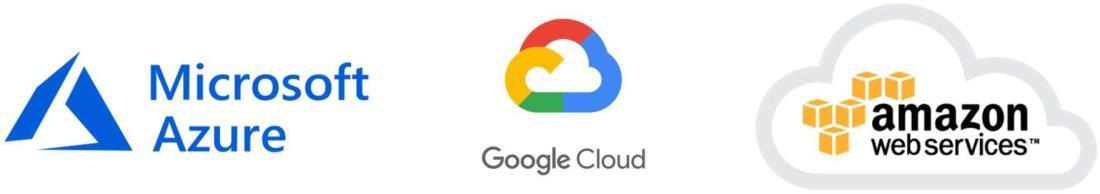 Microsoft
Azure
Google Cloud
amazon
web services™